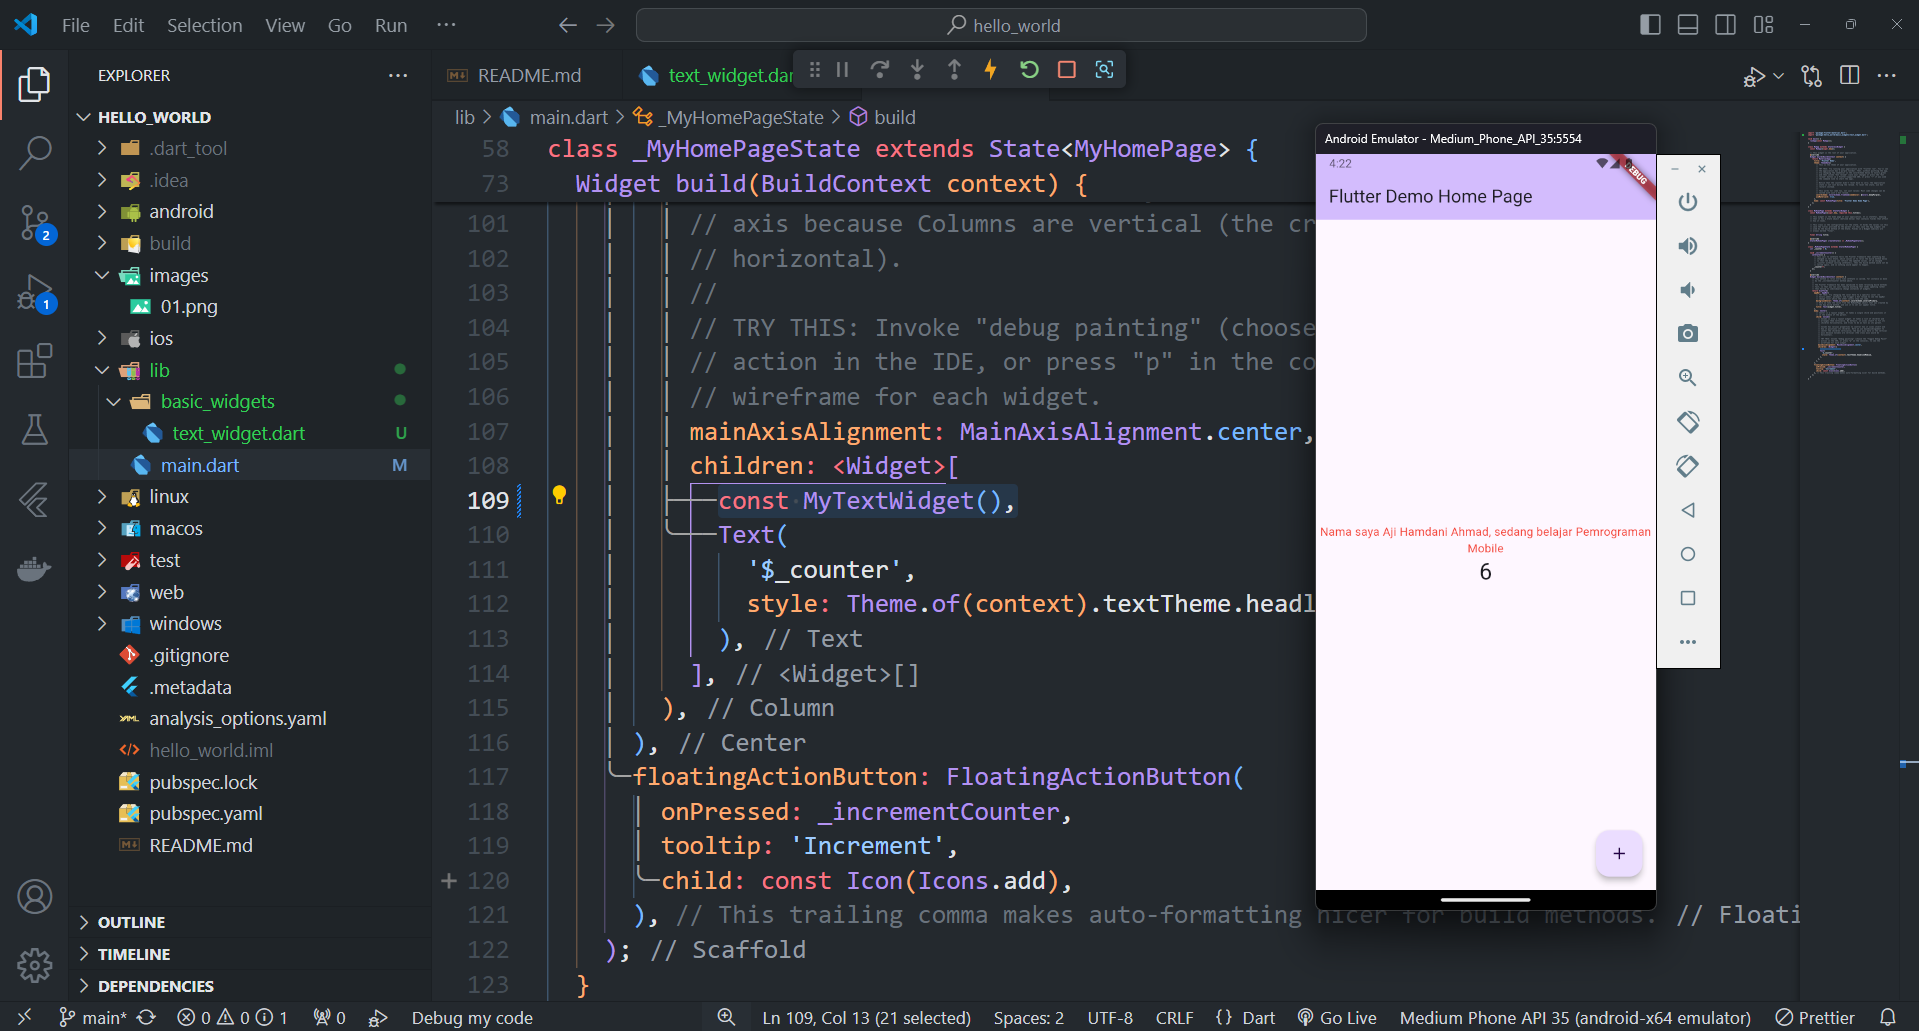 File Edit Selection View Go Run ···
hello_world
EXPLORER ···
README.md
text_widget.dar
HELLO_WORLD
.dart_tool
.idea
android
build
images
01.png
ios
lib
basic_widgets
text_widget.dart U
main.dart M
linux
macos
test
web
windows
.gitignore
.metadata
analysis_options.yaml
hello_world.iml
pubspec.lock
pubspec.yaml
README.md
OUTLINE
TIMELINE
DEPENDENCIES
2
1
lib > main.dart > _MyHomePageState > build
58 class _MyHomePageState extends State<MyHomePage> {
73 Widget build(BuildContext context) {
101 // axis because Columns are vertical (the cr
102 // horizontal).
103 //
104 // TRY THIS: Invoke "debug painting" (choose
105 // action in the IDE, or press "p" in the co
106 // wireframe for each widget.
107 mainAxisAlignment: MainAxisAlignment.center,
108 children: <Widget>[
109 const MyTextWidget(),
110 Text(
111 '$_counter',
112 style: Theme.of(context).textTheme.headl
113 ), // Text
114 ], // <Widget>[]
115 ), // Column
116 ), // Center
117 floatingActionButton: FloatingActionButton(
118 onPressed: _incrementCounter,
119 tooltip: 'Increment',
120 child: const Icon(Icons.add),
121 ), // This trailing comma makes auto-formatting nicer for build methods. // Floati
122 ); // Scaffold
123 }
Android Emulator - Medium_Phone_API_35:5554
4:22
DEBUG
Flutter Demo Home Page
Nama saya Aji Hamdani Ahmad, sedang belajar Pemrograman
Mobile
6
+
main* 0 0 1 0 Debug my code Ln 109, Col 13 (21 selected) Spaces: 2 UTF-8 CRLF {} Dart Go Live Medium Phone API 35 (android-x64 emulator) Prettier